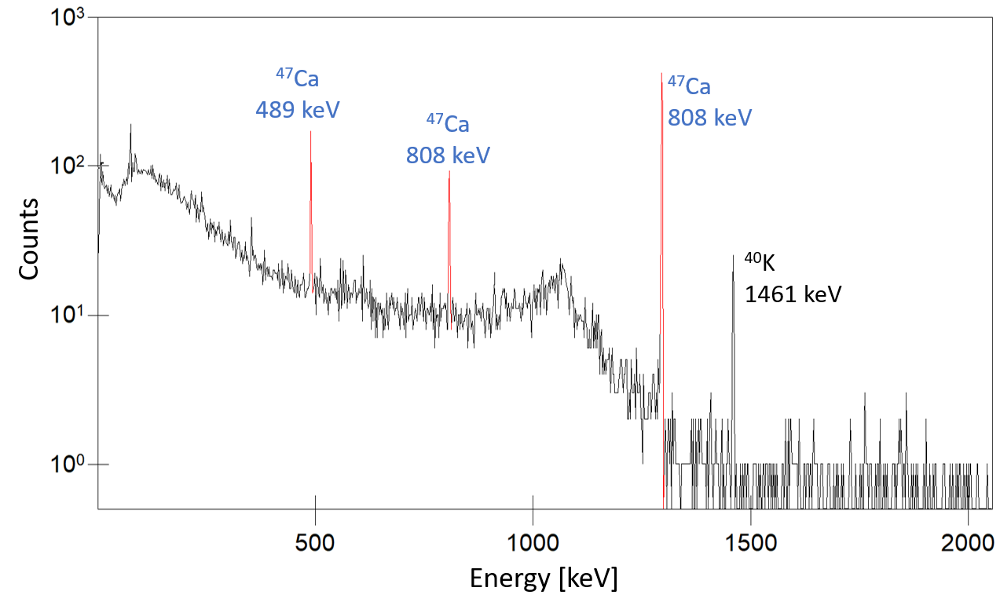 10³
⁴⁷Ca
489 keV
⁴⁷Ca
808 keV
⁴⁷Ca
808 keV
10²
Counts
⁴⁰K
1461 keV
10¹
10⁰
500 1000 1500 2000
Energy [keV]